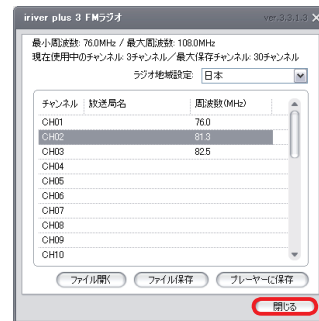 iriver plus 3 FMラジオ ver. 3.3.1.3 X
最小周波数: 76.0MHz / 最大周波数: 108.0MHz
現在使用中のチャンネル: 3チャンネル／最大保存チャンネル: 30チャンネル
ラジオ地域設定: 日本
チャンネル 放送局名 周波数(MHz)
CH01 76.0
CH02 81.3
CH03 82.5
CH04
CH05
CH06
CH07
CH08
CH09
CH10
ファイル開く ファイル保存 プレーヤーに保存
閉じる